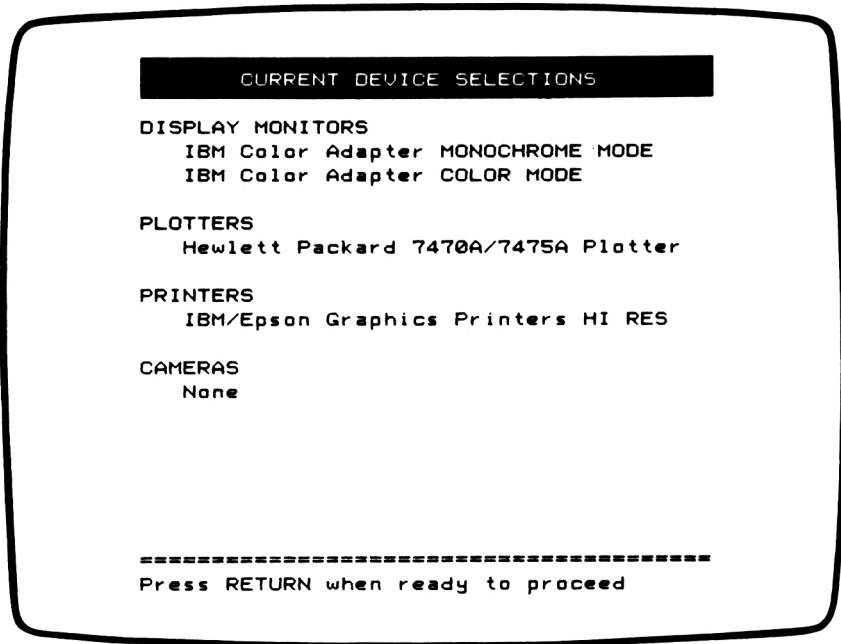 CURRENT DEVICE SELECTIONS
DISPLAY MONITORS
IBM Color Adapter MONOCHROME MODE
IBM Color Adapter COLOR MODE
PLOTTERS
Hewlett Packard 7470A/7475A Plotter
PRINTERS
IBM/Epson Graphics Printers HI RES
CAMERAS
None
========================================
Press RETURN when ready to proceed